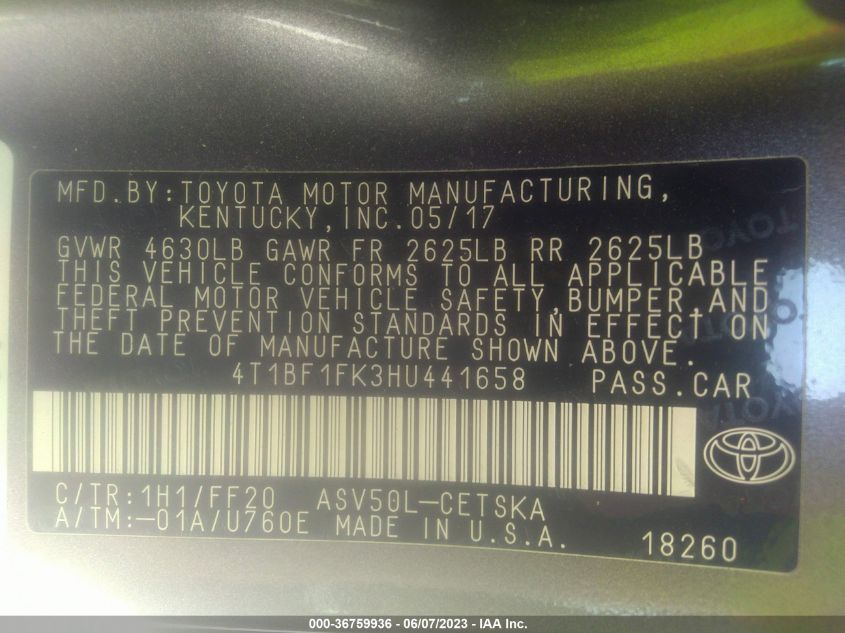 MFD.BY:TOYOTA MOTOR MANUFACTURING,
KENTUCKY,INC.05/17
GVWR 4630LB GAWR FR 2625LB RR 2625LB
THIS VEHICLE CONFORMS TO ALL APPLICABLE
FEDERAL MOTOR VEHICLE SAFETY,BUMPER,AND
THEFT PREVENTION STANDARDS IN EFFECT ON
THE DATE OF MANUFACTURE SHOWN ABOVE.
4T1BF1FK3HU441658 PASS.CAR
C/TR:1H1/FF20 ASV50L-CETSKA
A/TM:-01A/U760E MADE IN U.S.A. 18260
TOYOTA
TOYOTA
TOYOTA
000-36759936 - 06/07/2023 - IAA Inc.